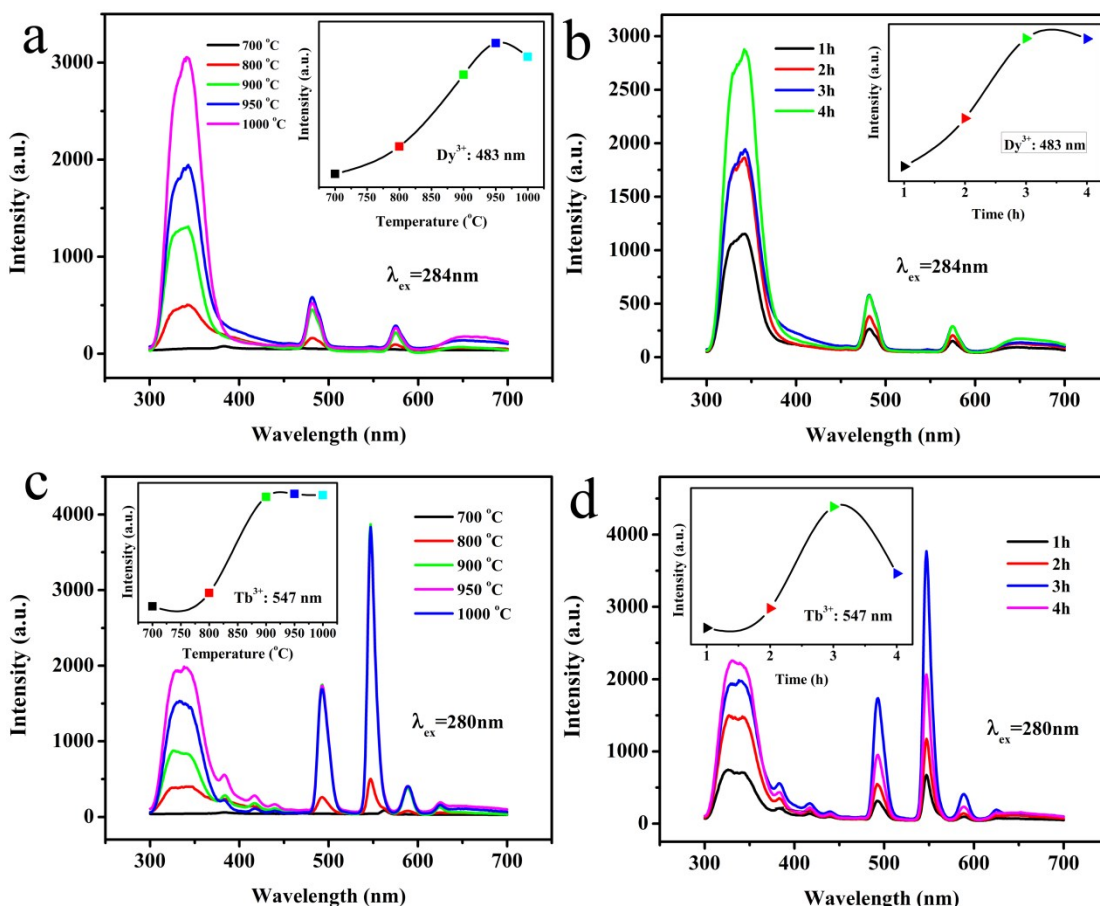 a
Intensity (a.u.)
3000
2000
1000
0
300 400 500 600 700
Wavelength (nm)
700 °C
800 °C
900 °C
950 °C
1000 °C
Intensity (a.u.)
Dy³⁺: 483 nm
700 750 800 850 900 950 1000
Temperature (°C)
λex=284nm
b
Intensity (a.u.)
3000
2500
2000
1500
1000
500
0
300 400 500 600 700
Wavelength (nm)
1h
2h
3h
4h
Intensity (a.u.)
Dy³⁺: 483 nm
1 2 3 4
Time (h)
λex=284nm
c
Intensity (a.u.)
4000
3000
2000
1000
0
300 400 500 600 700
Wavelength (nm)
Intensity (a.u.)
Tb³⁺: 547 nm
700 750 800 850 900 950 1000
Temperature (°C)
700 °C
800 °C
900 °C
950 °C
1000 °C
λex=280nm
d
Intensity (a.u.)
4000
3000
2000
1000
0
300 400 500 600 700
Wavelength (nm)
Intensity (a.u.)
Tb³⁺: 547 nm
1 2 3 4
Time (h)
1h
2h
3h
4h
λex=280nm